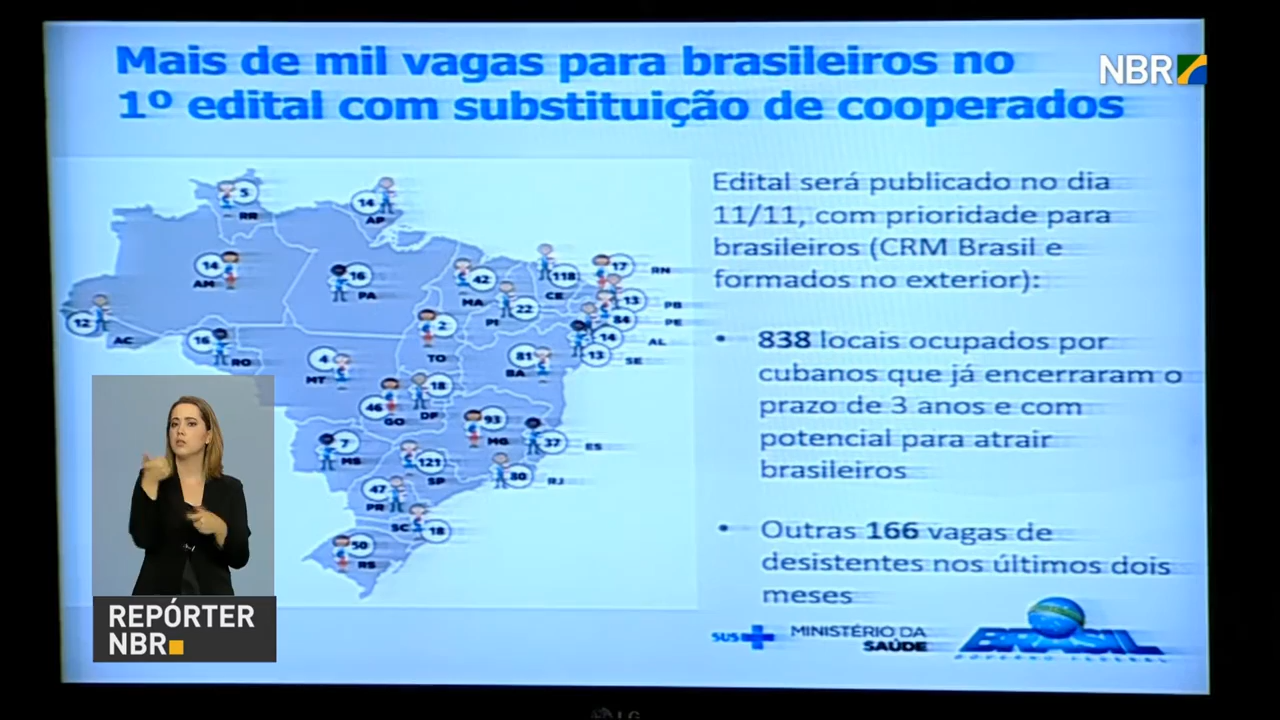 Mais de mil vagas para brasileiros no
1º edital com substituição de cooperados
NBR
5
RR
14
AP
14
AM
16
PA
42
MA
118
CE
17
RN
13
PB
22
PI
84
PE
14
AL
13
SE
12
AC
16
RO
2
TO
4
MT
81
BA
18
DF
46
GO
93
MG
37
ES
7
MS
121
SP
80
RJ
47
PR
SC
18
50
RS
Edital será publicado no dia
11/11, com prioridade para
brasileiros (CRM Brasil e
formados no exterior):
• 838 locais ocupados por
cubanos que já encerraram o
prazo de 3 anos e com
potencial para atrair
brasileiros
• Outras 166 vagas de
desistentes nos últimos dois
meses
SUS
MINISTÉRIO DA
SAÚDE
BRASIL
GOVERNO FEDERAL
REPÓRTER
NBR
LG